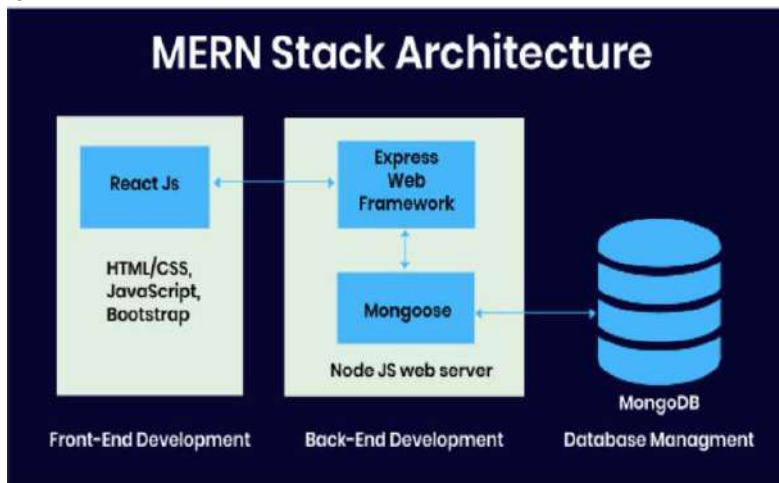 MERN Stack Architecture
React Js
HTML/CSS,
JavaScript,
Bootstrap
Express
Web
Framework
Mongoose
Node JS web server
MongoDB
Front-End Development
Back-End Development
Database Managment